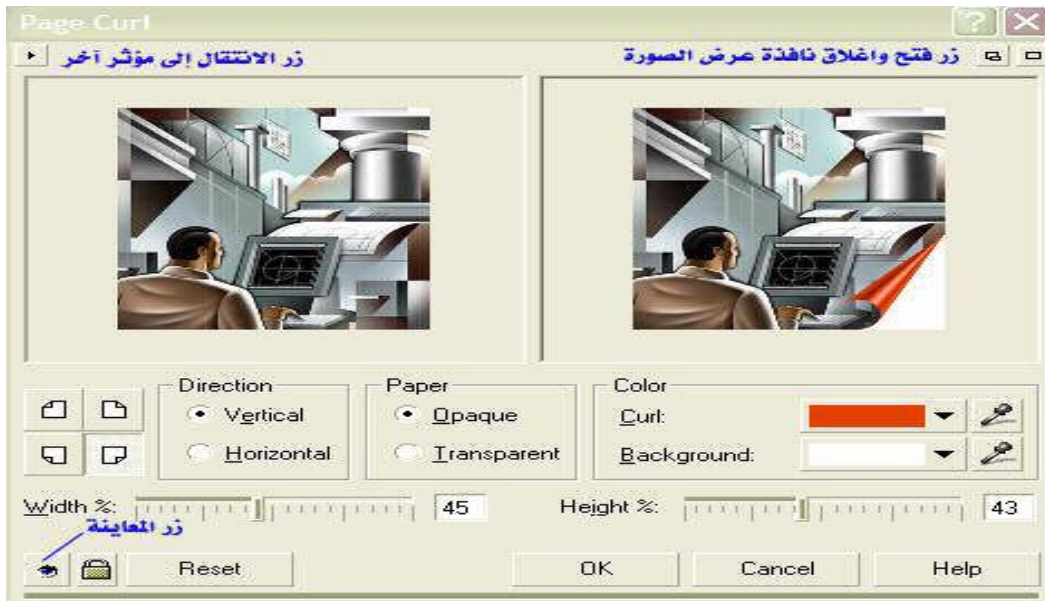 Page Curl
زر الانتقال إلى مؤثر آخر
زر فتح واغلاق نافذة عرض الصورة
Direction
Vertical
Horizontal
Paper
Opaque
Transparent
Color
Curl:
Background:
Width %: 45 Height %: 43
زر المعاينة
Reset OK Cancel Help